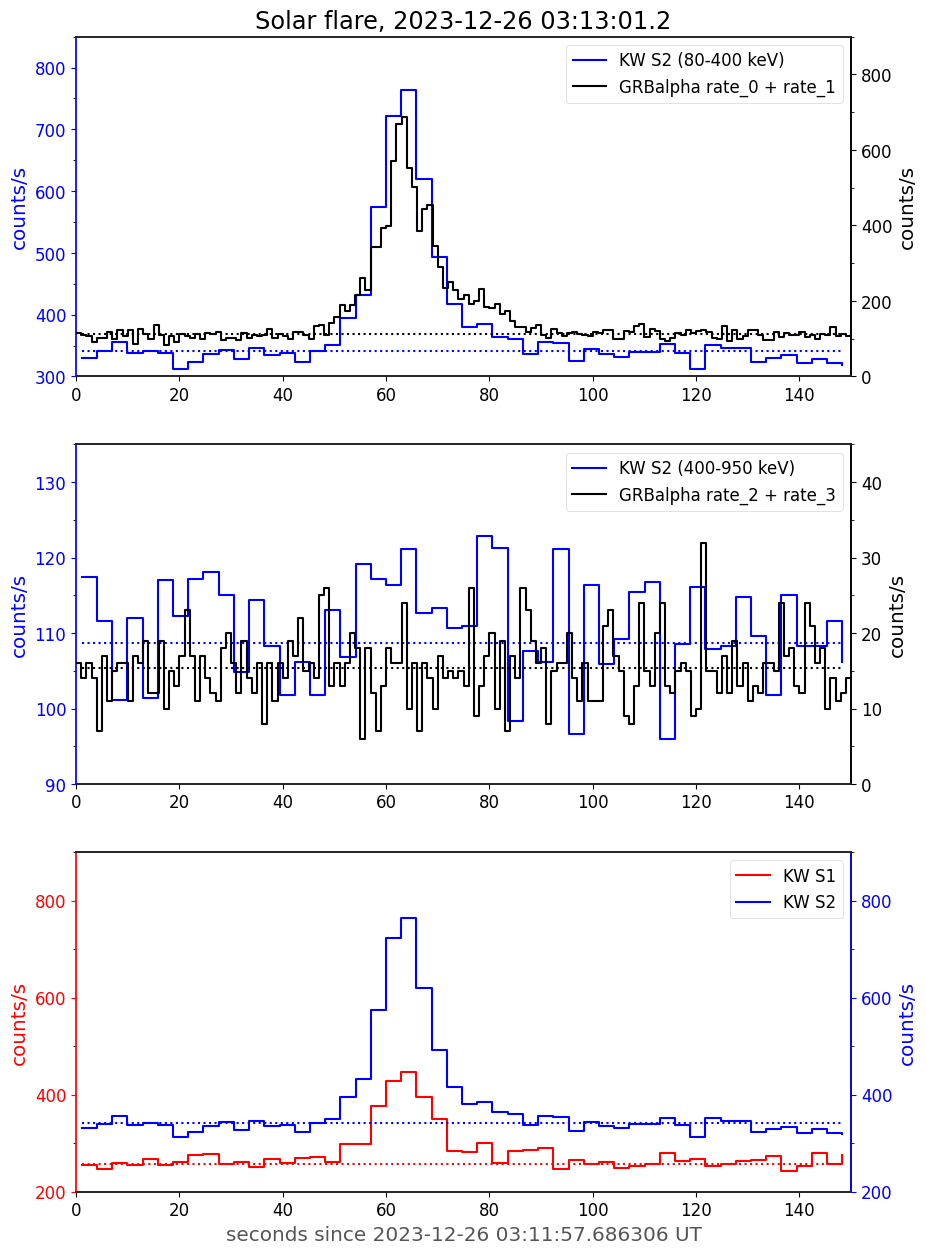 Solar flare, 2023-12-26 03:13:01.2
KW S2 (80-400 keV)
GRBalpha rate_0 + rate_1
counts/s
counts/s
800
700
600
500
400
300
800
600
400
200
0
0 20 40 60 80 100 120 140
KW S2 (400-950 keV)
GRBalpha rate_2 + rate_3
counts/s
counts/s
130
120
110
100
90
40
30
20
10
0
0 20 40 60 80 100 120 140
KW S1
KW S2
counts/s
counts/s
800
600
400
200
800
600
400
200
0 20 40 60 80 100 120 140
seconds since 2023-12-26 03:11:57.686306 UT